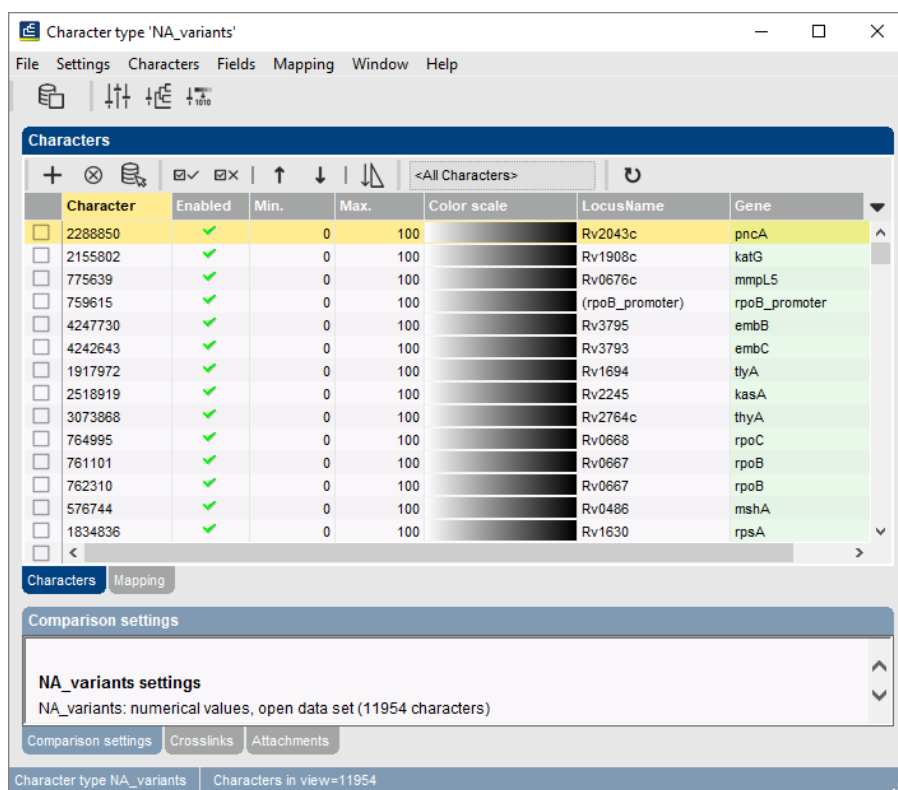 Character type 'NA_variants'
File Settings Characters Fields Mapping Window Help
1010
Characters
<All Characters>
Character Enabled Min. Max. Color scale LocusName Gene
2288850 0 100 Rv2043c pncA
2155802 0 100 Rv1908c katG
775639 0 100 Rv0676c mmpL5
759615 0 100 (rpoB_promoter) rpoB_promoter
4247730 0 100 Rv3795 embB
4242643 0 100 Rv3793 embC
1917972 0 100 Rv1694 tlyA
2518919 0 100 Rv2245 kasA
3073868 0 100 Rv2764c thyA
764995 0 100 Rv0668 rpoC
761101 0 100 Rv0667 rpoB
762310 0 100 Rv0667 rpoB
576744 0 100 Rv0486 mshA
1834836 0 100 Rv1630 rpsA
Characters Mapping
Comparison settings
NA_variants settings
NA_variants: numerical values, open data set (11954 characters)
Comparison settings Crosslinks Attachments
Character type NA_variants Characters in view=11954